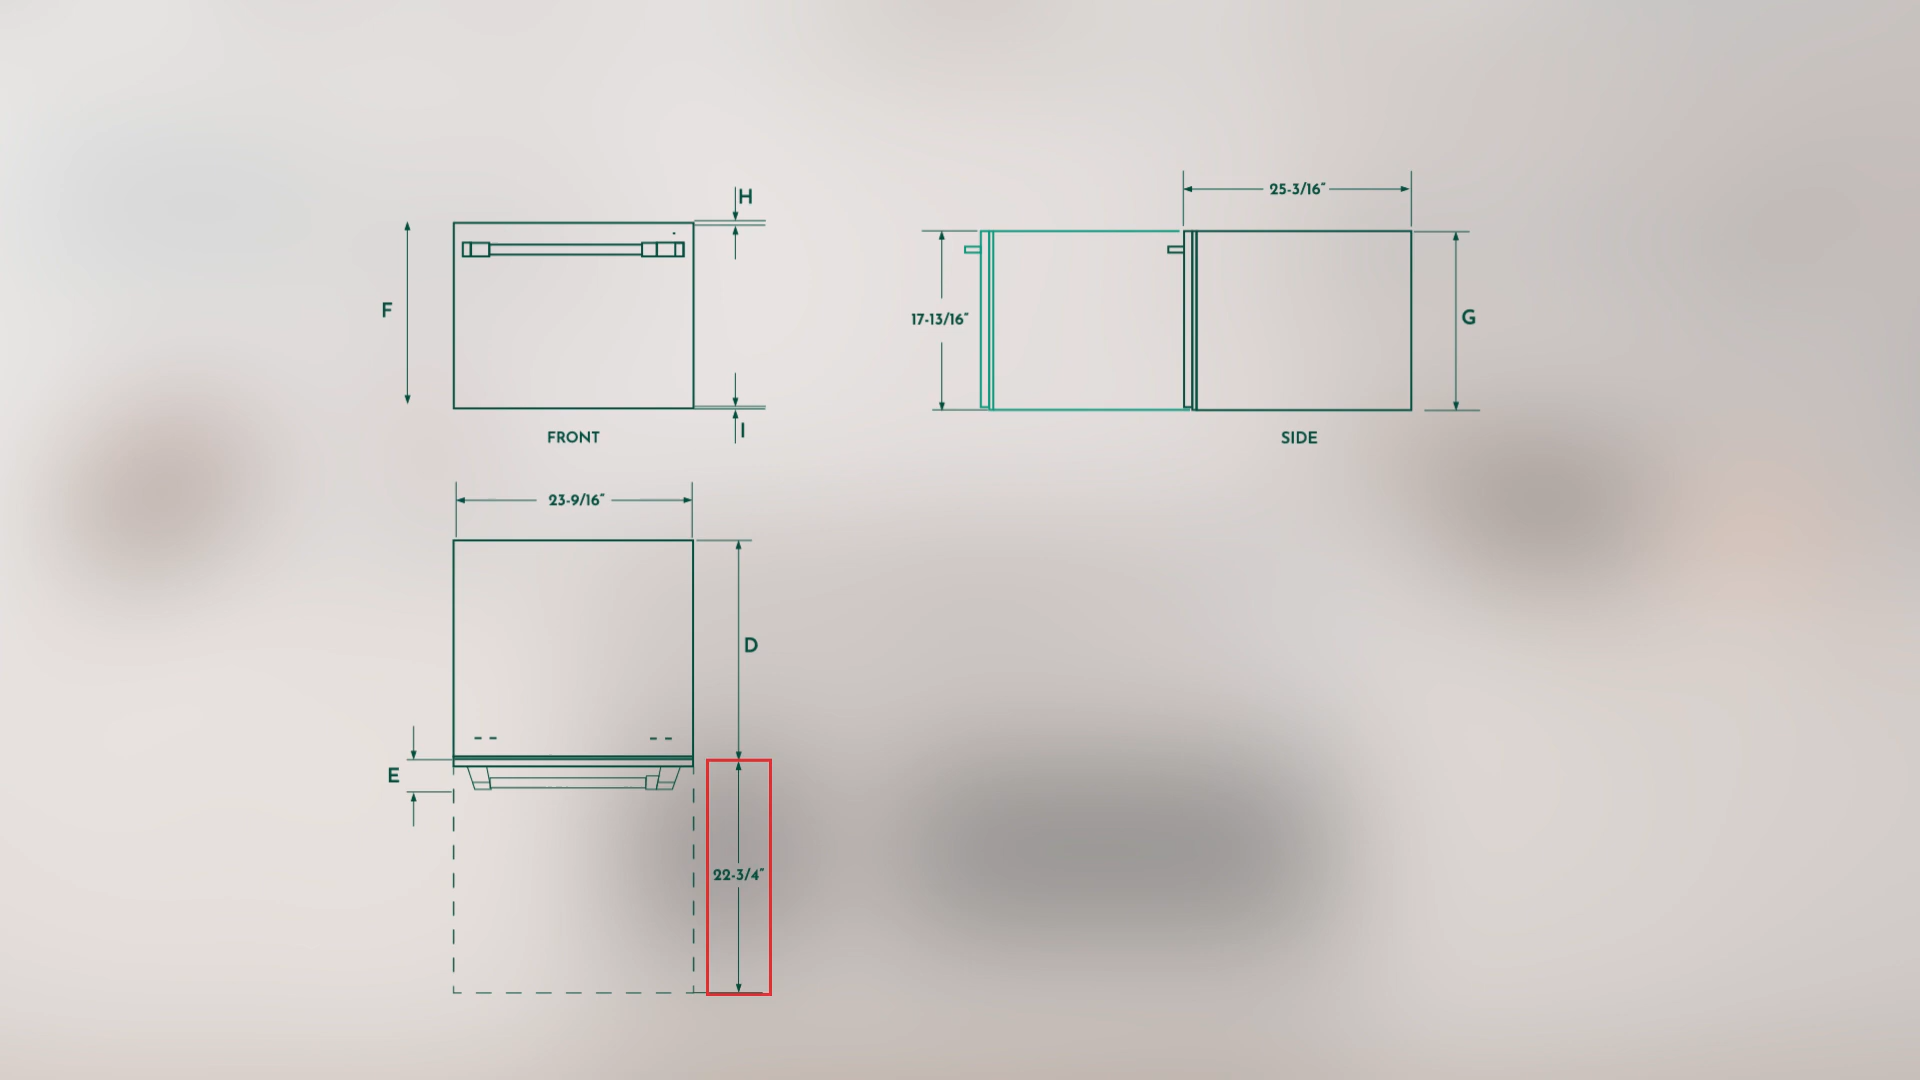 H
F
I
FRONT
25-3/16"
17-13/16"
G
SIDE
23-9/16"
D
E
22-3/4"